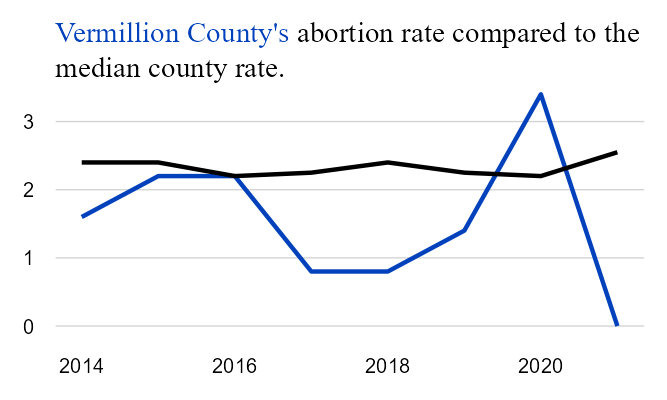 Vermillion County's abortion rate compared to the
median county rate.
3
2
1
0
2014 2016 2018 2020